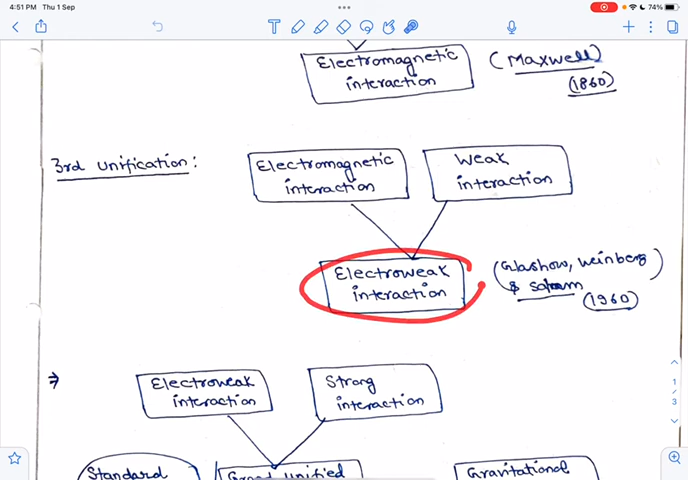 4:51 PM Thu 1 Sep
74%
Electromagnetic
interaction
(Maxwell)
(1860)
3rd unification:
Electromagnetic
interaction
Weak
interaction
Electroweak
interaction
(Glashow, Weinberg
& Salam)
(1960)
⇒
Electroweak
interaction
Strong
interaction
1
/
3
Standard
Grand Unified
Gravitational